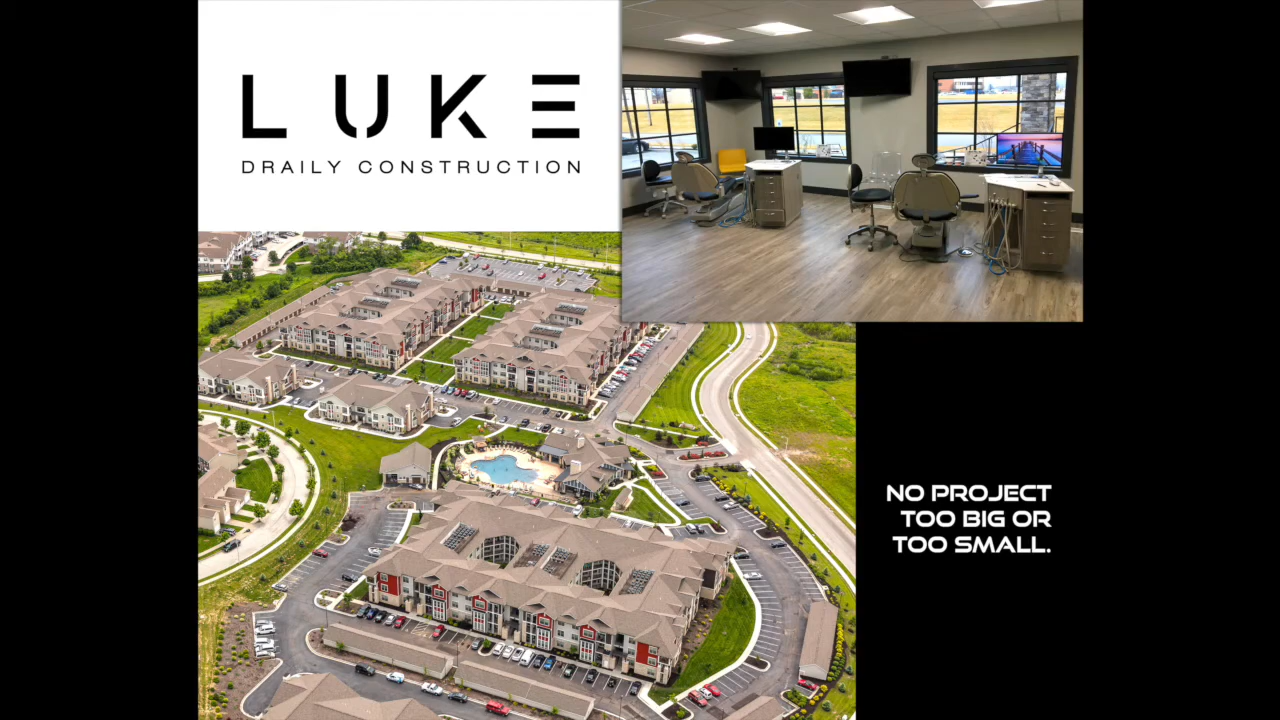 LUKE
DRAILY CONSTRUCTION
NO PROJECT
TOO BIG OR
TOO SMALL.